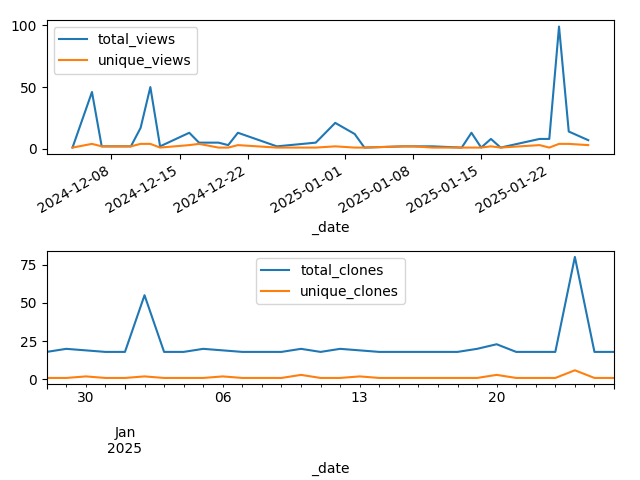 100
50
0
total_views
unique_views
2024-12-08
2024-12-15
2024-12-22
2025-01-01
2025-01-08
2025-01-15
2025-01-22
_date
75
50
25
0
total_clones
unique_clones
30
06
13
20
Jan
2025
_date